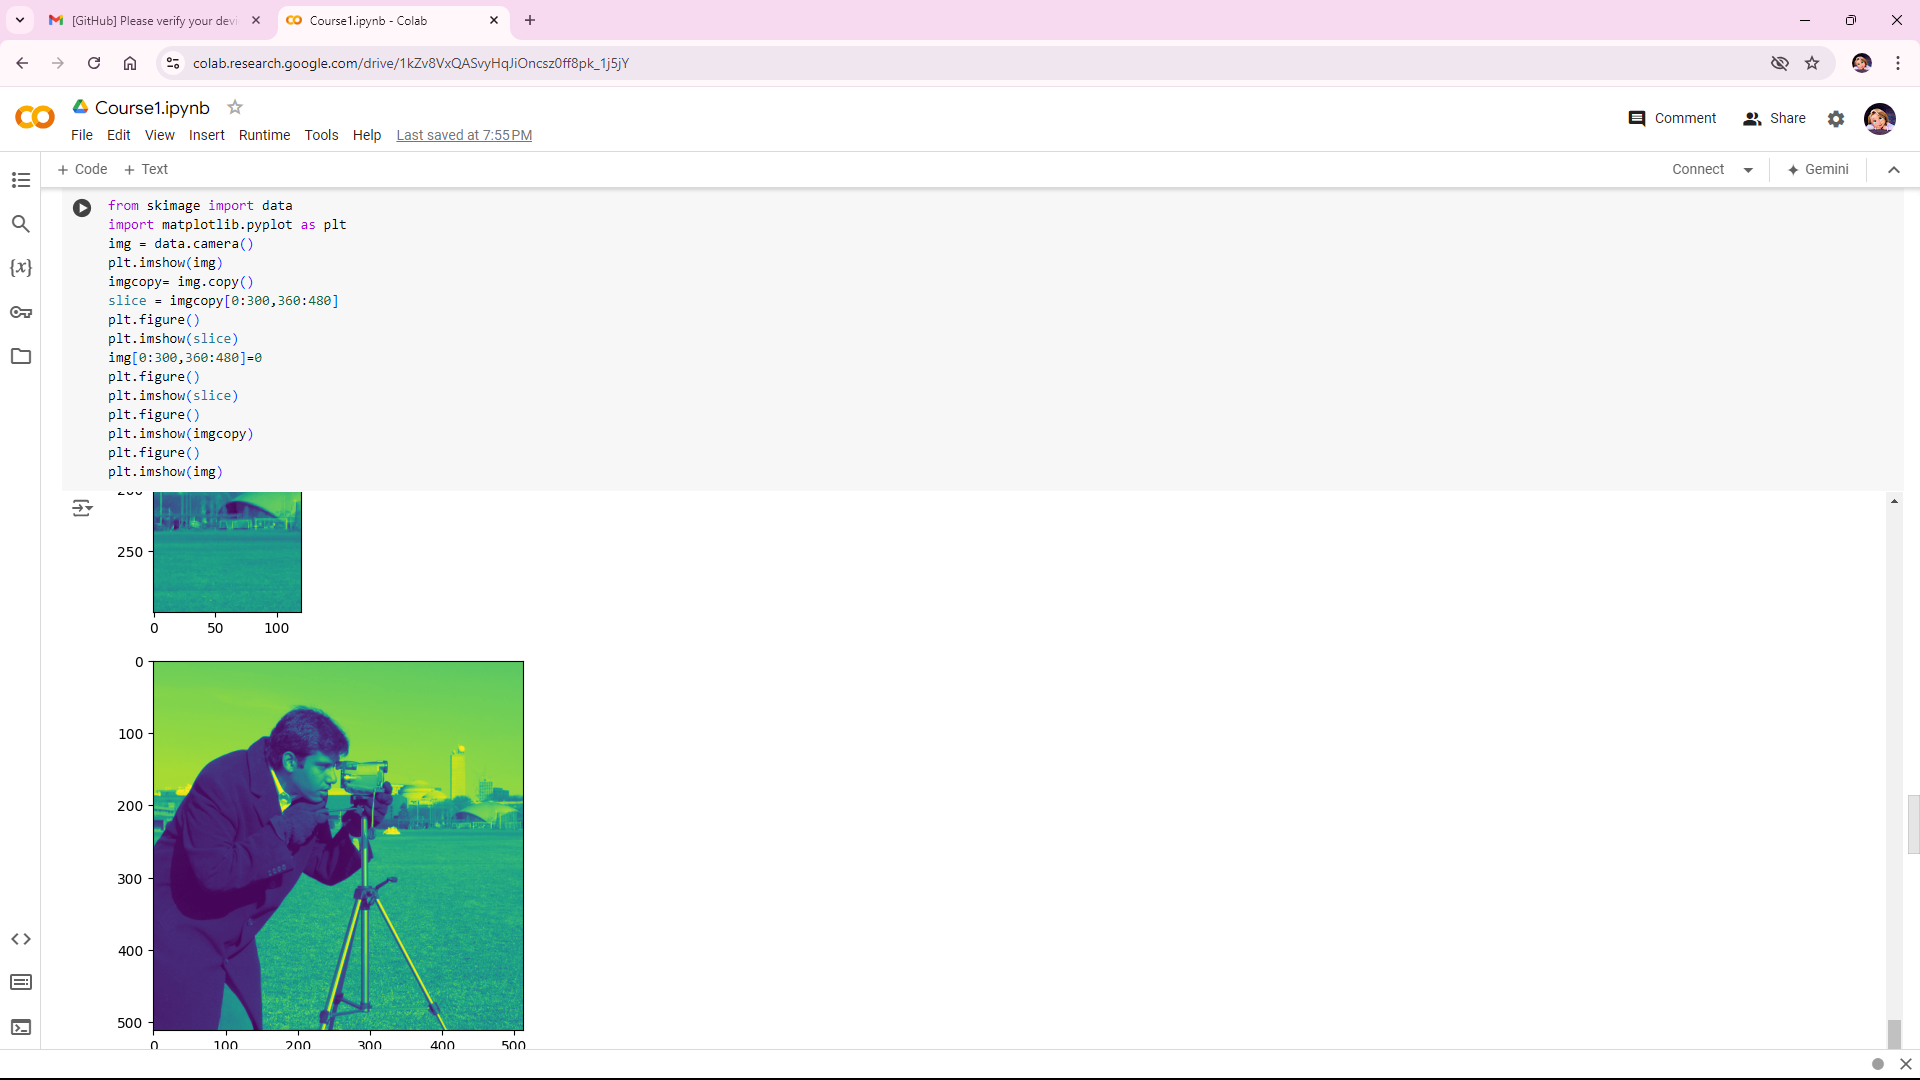 [GitHub] Please verify your devi
Course1.ipynb - Colab
colab.research.google.com/drive/1kZv8VxQASvyHqJiOncsz0ff8pk_1j5jY
Course1.ipynb
File Edit View Insert Runtime Tools Help Last saved at 7:55 PM
Comment Share
+ Code + Text
Connect Gemini
from skimage import data
import matplotlib.pyplot as plt
img = data.camera()
plt.imshow(img)
imgcopy= img.copy()
slice = imgcopy[0:300,360:480]
plt.figure()
plt.imshow(slice)
img[0:300,360:480]=0
plt.figure()
plt.imshow(slice)
plt.figure()
plt.imshow(imgcopy)
plt.figure()
plt.imshow(img)
{x}
200
250
0 50 100
0
100
200
300
400
500
0 100 200 300 400 500